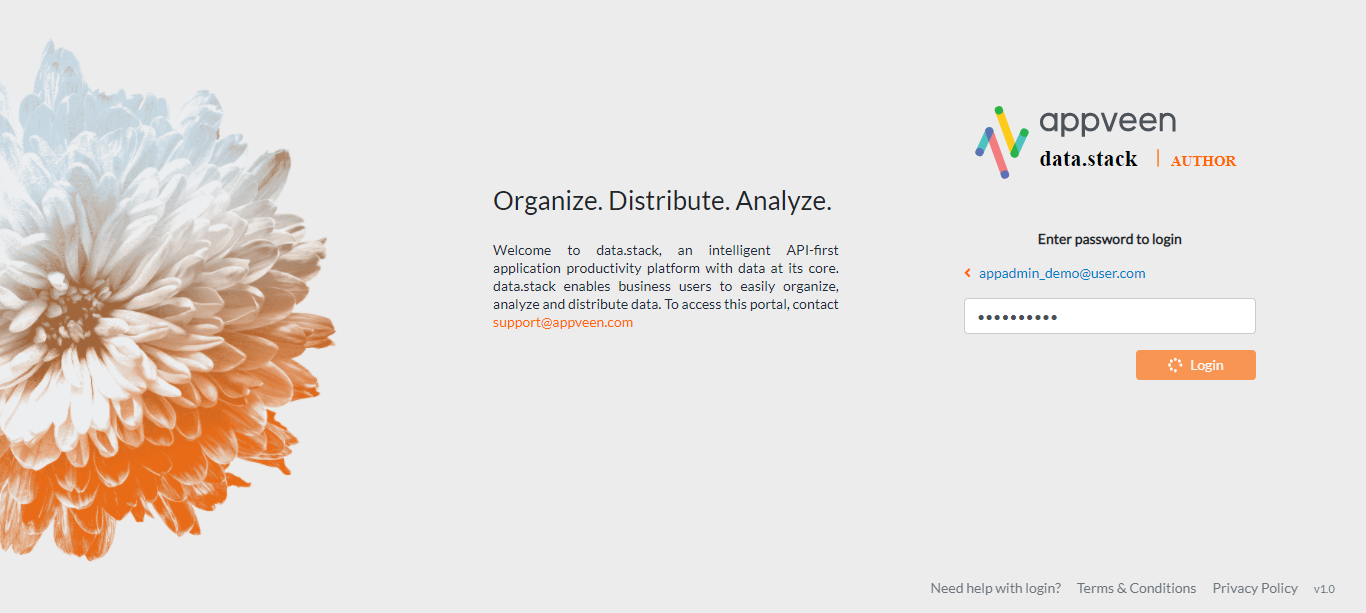 appveen
data.stack | AUTHOR
Organize. Distribute. Analyze.
Welcome to data.stack, an intelligent API-first
application productivity platform with data at its core.
data.stack enables business users to easily organize,
analyze and distribute data. To access this portal, contact
support@appveen.com
Enter password to login
appadmin_demo@user.com
••••••••••
Login
Need help with login? Terms & Conditions Privacy Policy v1.0